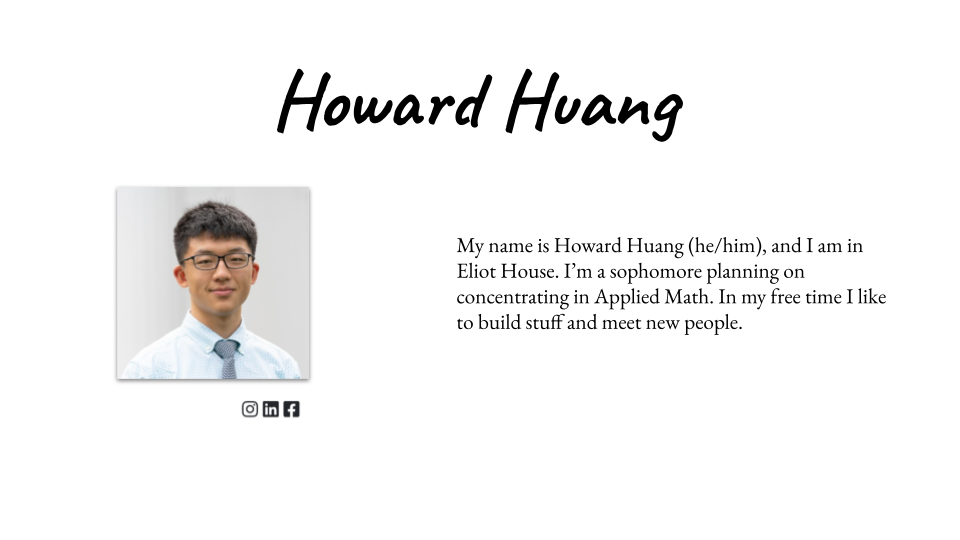 Howard Huang
My name is Howard Huang (he/him), and I am in
Eliot House. I’m a sophomore planning on
concentrating in Applied Math. In my free time I like
to build stuff and meet new people.